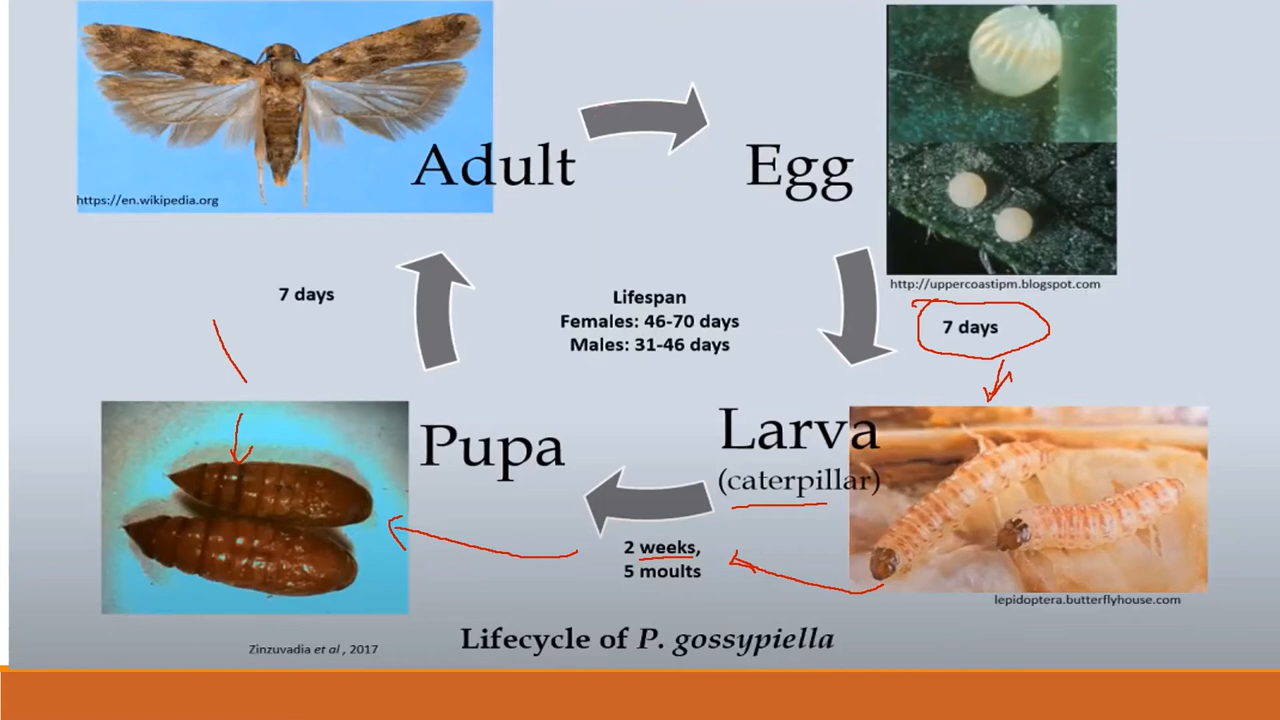 https://en.wikipedia.org
Adult
Egg
http://uppercoastipm.blogspot.com
7 days
Lifespan
Females: 46-70 days
Males: 31-46 days
7 days
Pupa
Larva
(caterpillar)
2 weeks,
5 moults
lepidoptera.butterflyhouse.com
Zinzuvadia et al , 2017
Lifecycle of P. gossypiella